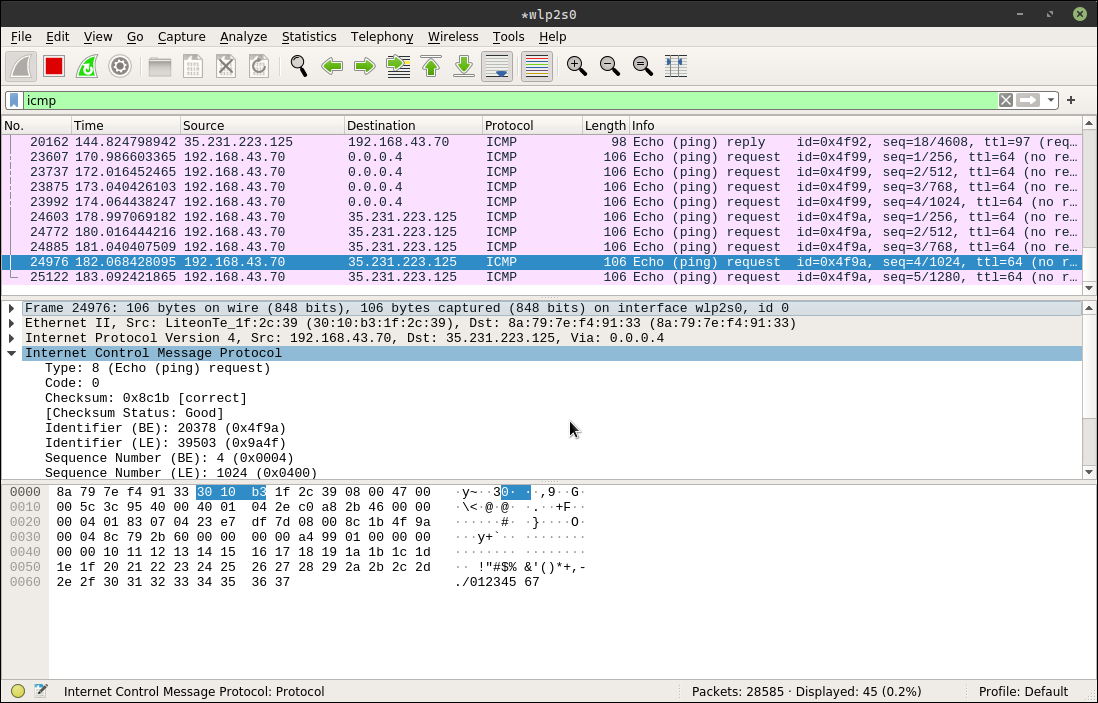 *wlp2s0
File Edit View Go Capture Analyze Statistics Telephony Wireless Tools Help
icmp
No. Time Source Destination Protocol Length Info
20162 144.824798942 35.231.223.125 192.168.43.70 ICMP 98 Echo (ping) reply id=0x4f92, seq=18/4608, ttl=97 (req…
23607 170.986603365 192.168.43.70 0.0.0.4 ICMP 106 Echo (ping) request id=0x4f99, seq=1/256, ttl=64 (no re…
23737 172.016452465 192.168.43.70 0.0.0.4 ICMP 106 Echo (ping) request id=0x4f99, seq=2/512, ttl=64 (no re…
23875 173.040426103 192.168.43.70 0.0.0.4 ICMP 106 Echo (ping) request id=0x4f99, seq=3/768, ttl=64 (no re…
23992 174.064438247 192.168.43.70 0.0.0.4 ICMP 106 Echo (ping) request id=0x4f99, seq=4/1024, ttl=64 (no r…
24603 178.997069182 192.168.43.70 35.231.223.125 ICMP 106 Echo (ping) request id=0x4f9a, seq=1/256, ttl=64 (no re…
24772 180.016444216 192.168.43.70 35.231.223.125 ICMP 106 Echo (ping) request id=0x4f9a, seq=2/512, ttl=64 (no re…
24885 181.040407509 192.168.43.70 35.231.223.125 ICMP 106 Echo (ping) request id=0x4f9a, seq=3/768, ttl=64 (no re…
24976 182.068428095 192.168.43.70 35.231.223.125 ICMP 106 Echo (ping) request id=0x4f9a, seq=4/1024, ttl=64 (no r…
25122 183.092421865 192.168.43.70 35.231.223.125 ICMP 106 Echo (ping) request id=0x4f9a, seq=5/1280, ttl=64 (no r…
Frame 24976: 106 bytes on wire (848 bits), 106 bytes captured (848 bits) on interface wlp2s0, id 0
Ethernet II, Src: LiteonTe_1f:2c:39 (30:10:b3:1f:2c:39), Dst: 8a:79:7e:f4:91:33 (8a:79:7e:f4:91:33)
Internet Protocol Version 4, Src: 192.168.43.70, Dst: 35.231.223.125, Via: 0.0.0.4
Internet Control Message Protocol
Type: 8 (Echo (ping) request)
Code: 0
Checksum: 0x8c1b [correct]
[Checksum Status: Good]
Identifier (BE): 20378 (0x4f9a)
Identifier (LE): 39503 (0x9a4f)
Sequence Number (BE): 4 (0x0004)
Sequence Number (LE): 1024 (0x0400)
0000 8a 79 7e f4 91 33 30 10 b3 1f 2c 39 08 00 47 00 ·y~··30· ··,9··G·
0010 00 5c 3c 95 40 00 40 01 04 2e c0 a8 2b 46 00 00 ·\<·@·@· ·.··+F··
0020 00 04 01 83 07 04 23 e7 df 7d 08 00 8c 1b 4f 9a ······#· ·}····O·
0030 00 04 8c 79 2b 60 00 00 00 00 a4 99 01 00 00 00 ···y+`·· ········
0040 00 00 10 11 12 13 14 15 16 17 18 19 1a 1b 1c 1d ········ ········
0050 1e 1f 20 21 22 23 24 25 26 27 28 29 2a 2b 2c 2d ·· !"#$% &'()*+,-
0060 2e 2f 30 31 32 33 34 35 36 37 ./012345 67
Internet Control Message Protocol: Protocol Packets: 28585 · Displayed: 45 (0.2%) Profile: Default